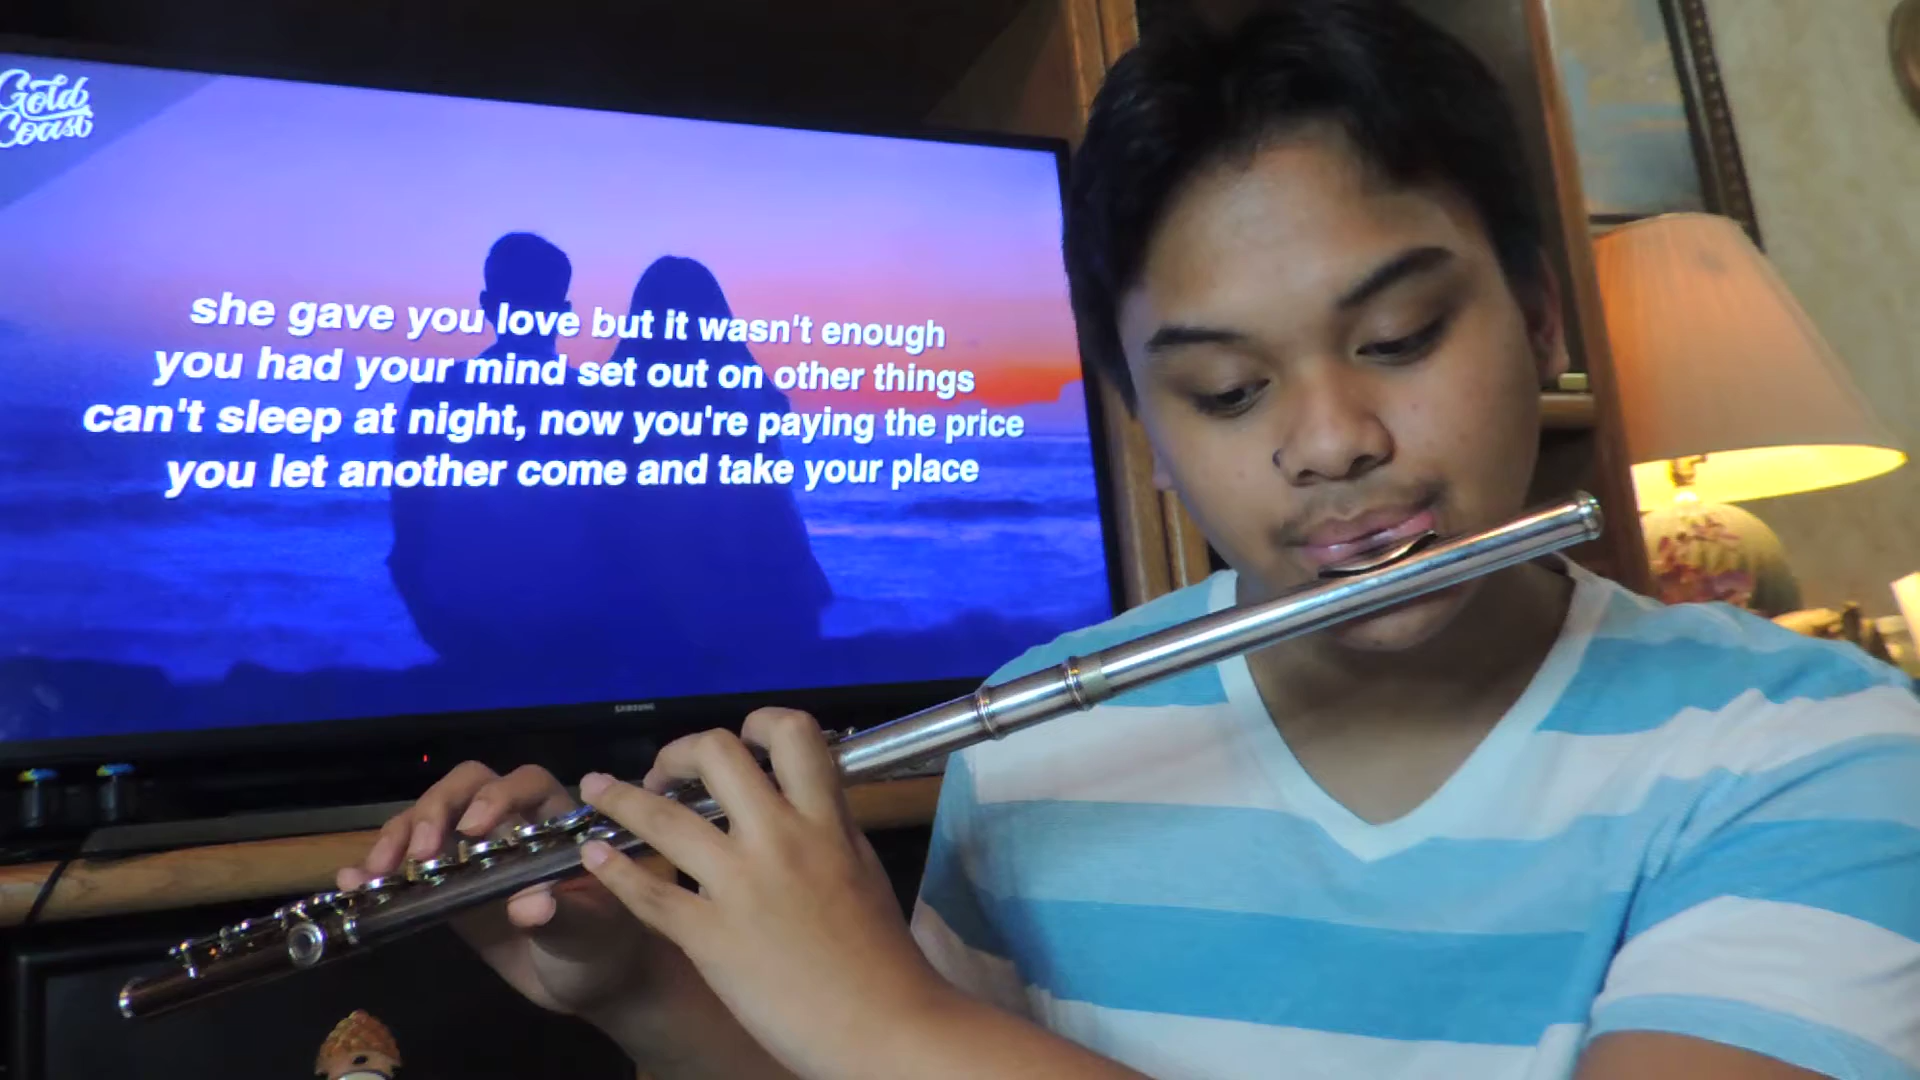 Gold
Coast
she gave you love but it wasn't enough
you had your mind set out on other things
can't sleep at night, now you're paying the price
you let another come and take your place
SAMSUNG